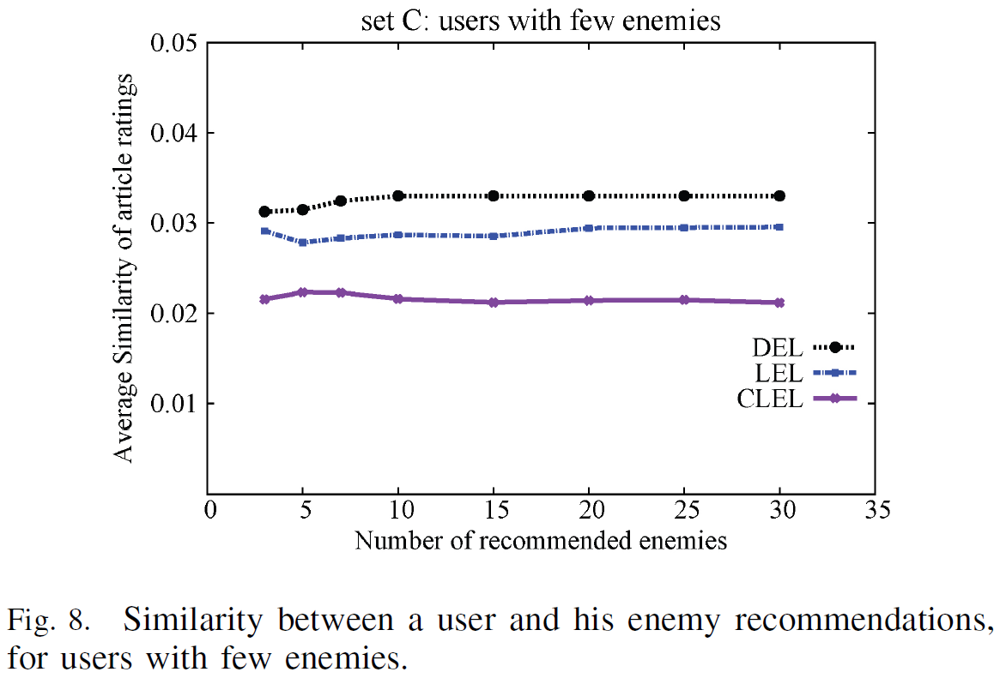 set C: users with few enemies
0.05
0.04
0.03
0.02
0.01
Average Similarity of article ratings
DEL
LEL
CLEL
0 5 10 15 20 25 30 35
Number of recommended enemies
Fig. 8. Similarity between a user and his enemy recommendations,
for users with few enemies.